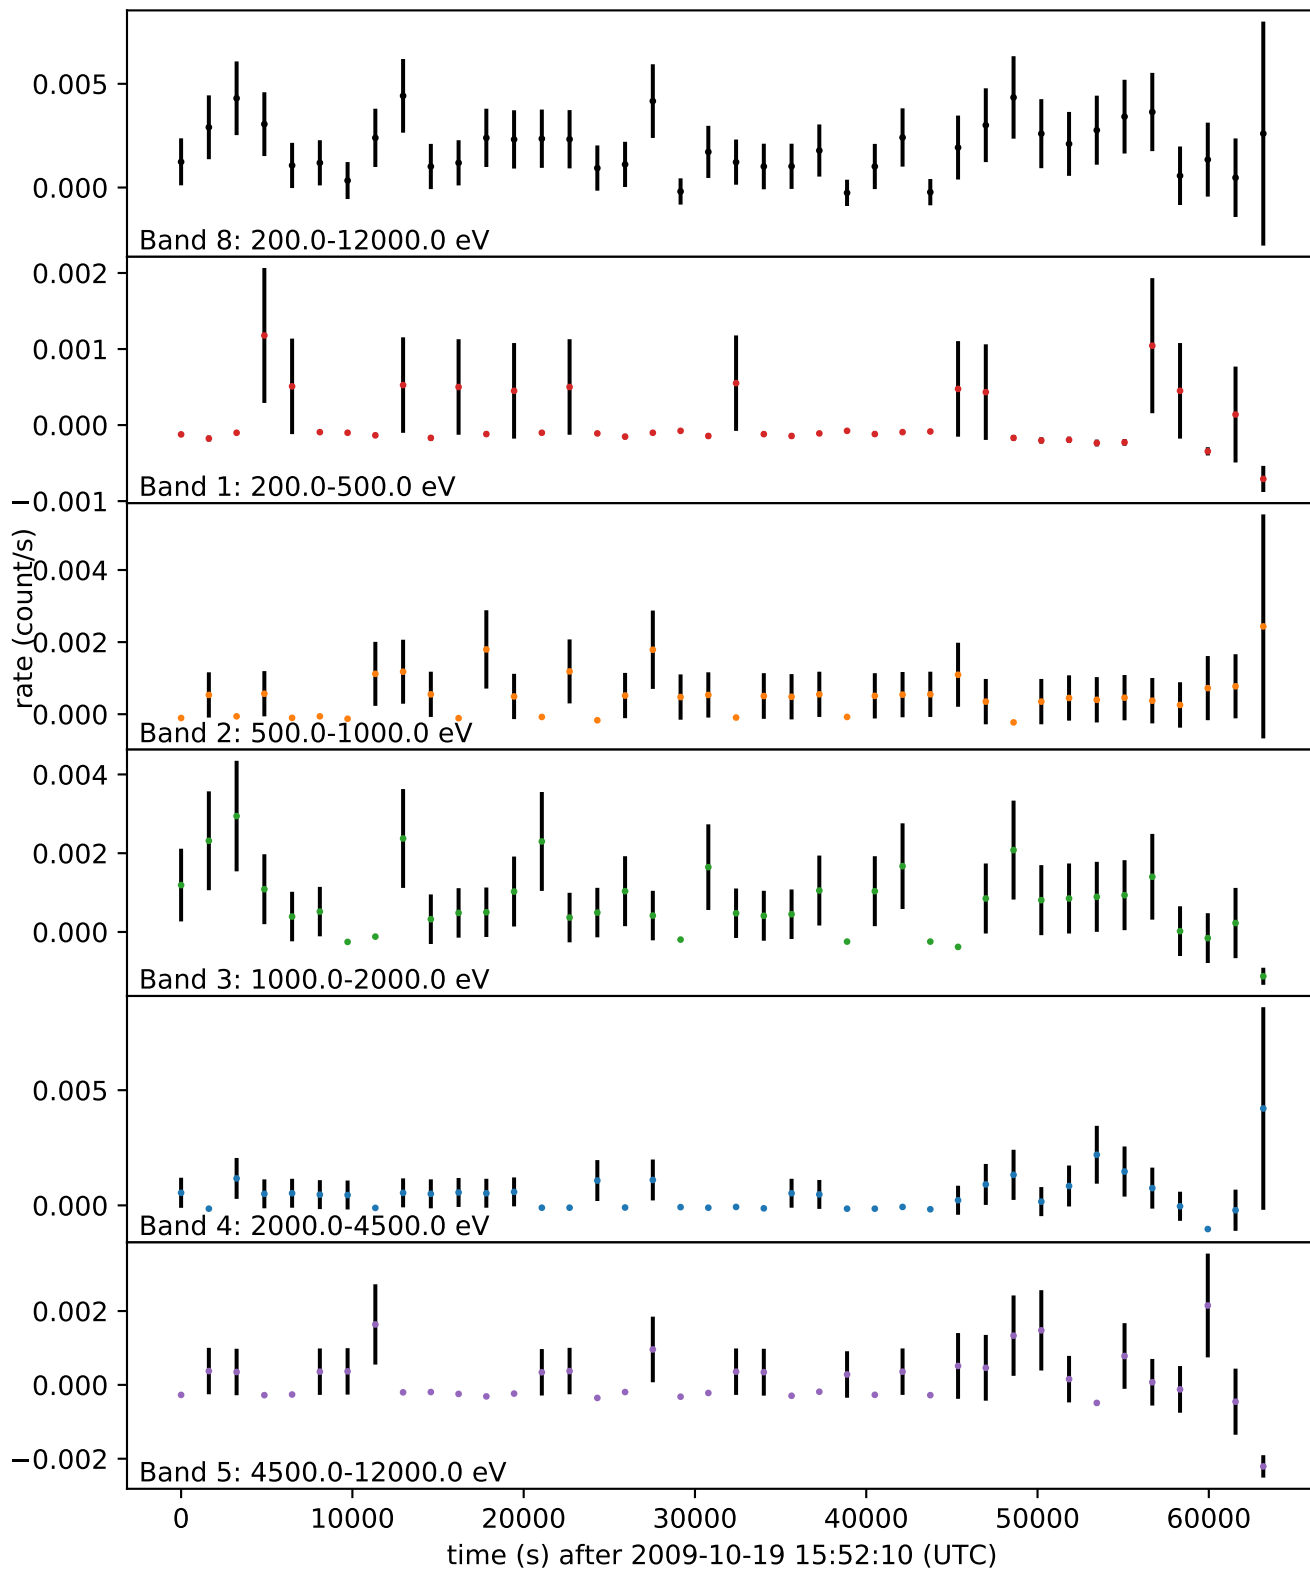 0.005
0.000
Band 8: 200.0-12000.0 eV
0.002
0.001
0.000
−0.001
Band 1: 200.0-500.0 eV
rate (count/s)
0.004
0.002
0.000
Band 2: 500.0-1000.0 eV
0.004
0.002
0.000
Band 3: 1000.0-2000.0 eV
0.005
0.000
Band 4: 2000.0-4500.0 eV
0.002
0.000
−0.002
Band 5: 4500.0-12000.0 eV
0 10000 20000 30000 40000 50000 60000
time (s) after 2009-10-19 15:52:10 (UTC)